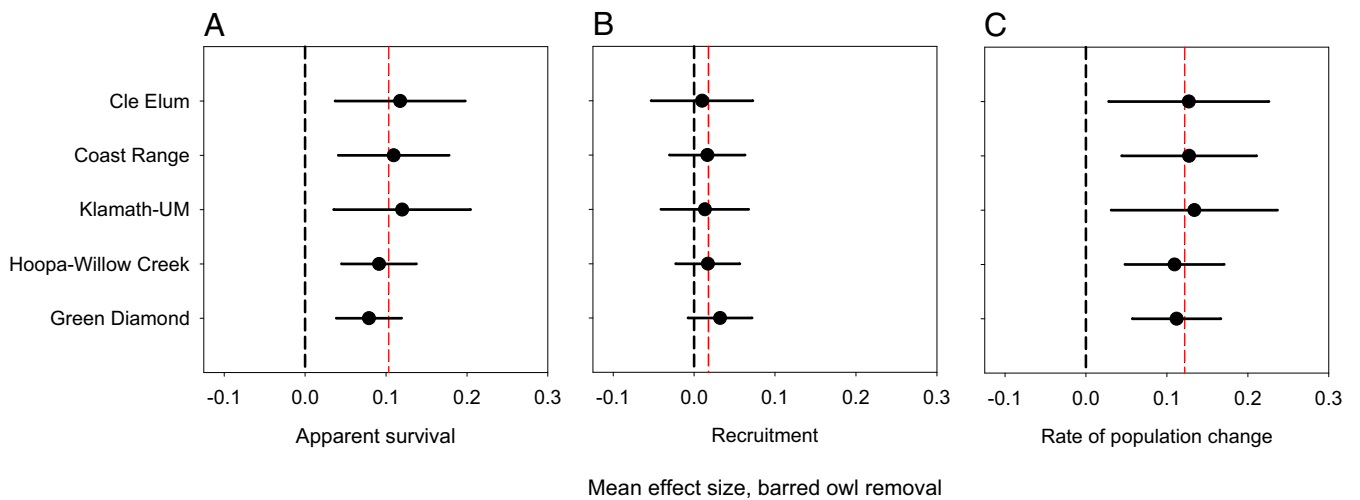 A
B
C
Cle Elum
Coast Range
Klamath-UM
Hoopa-Willow Creek
Green Diamond
-0.1 0.0 0.1 0.2 0.3
-0.1 0.0 0.1 0.2 0.3
-0.1 0.0 0.1 0.2 0.3
Apparent survival
Recruitment
Rate of population change
Mean effect size, barred owl removal